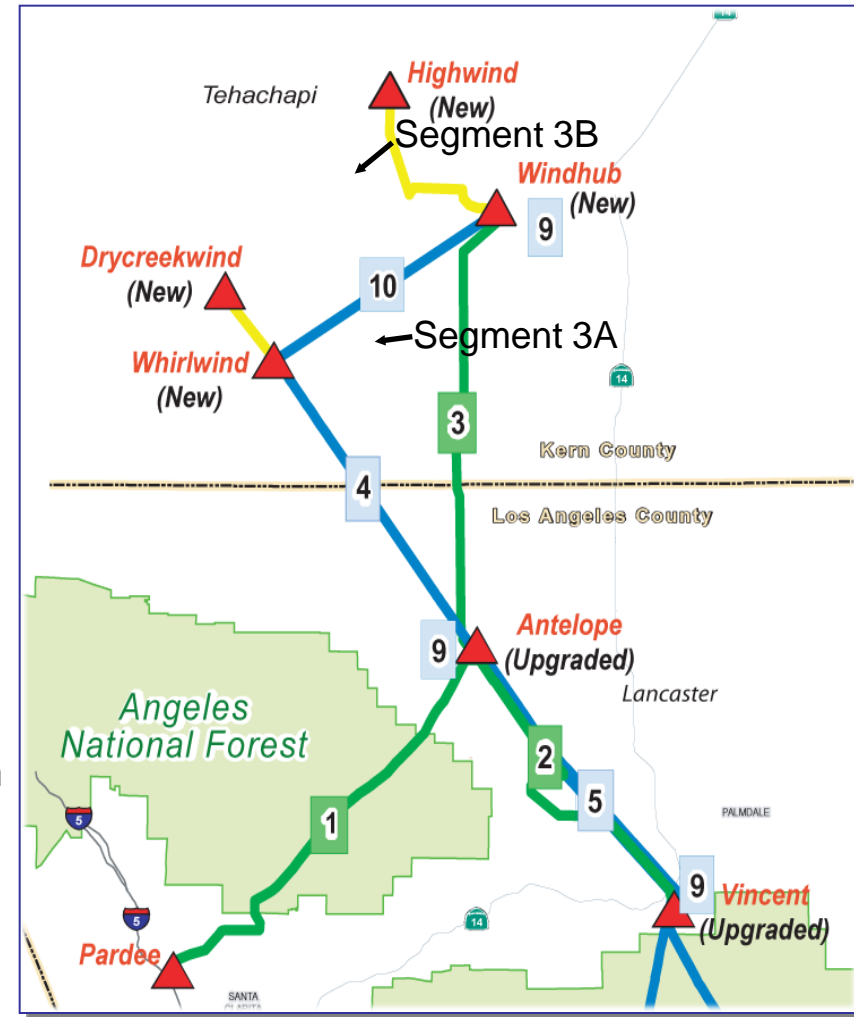 14
Highwind
Tehachapi
(New)
Segment 3B
Windhub
(New)
9
Drycreekwind
(New)
10
Segment 3A
Whirlwind
(New)
14
3
Kern County
4
Los Angeles County
9
Antelope
(Upgraded)
Lancaster
Angeles
National Forest
2
5
5
1
PALMDALE
9
Vincent
(Upgraded)
5
14
Pardee
SANTA
CLARITA